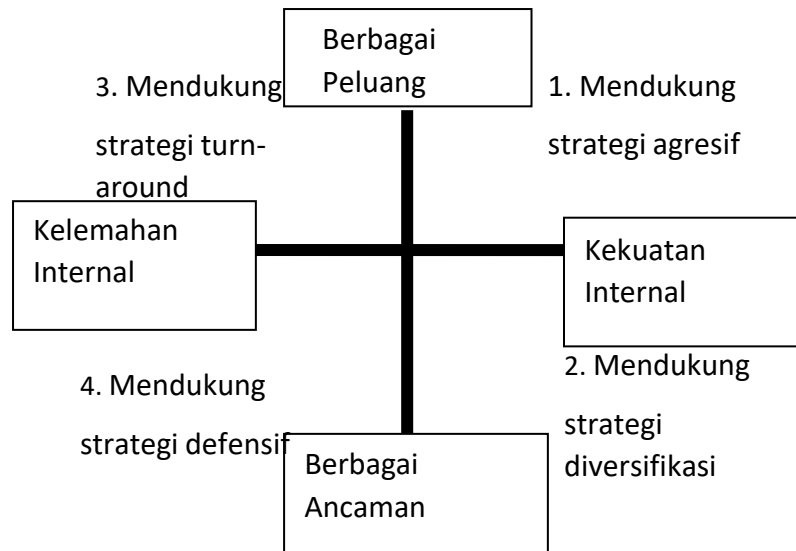 Berbagai
Peluang
3. Mendukung
strategi turn-
around
1. Mendukung
strategi agresif
Kelemahan
Internal
Kekuatan
Internal
4. Mendukung
strategi defensif
2. Mendukung
strategi
diversifikasi
Berbagai
Ancaman